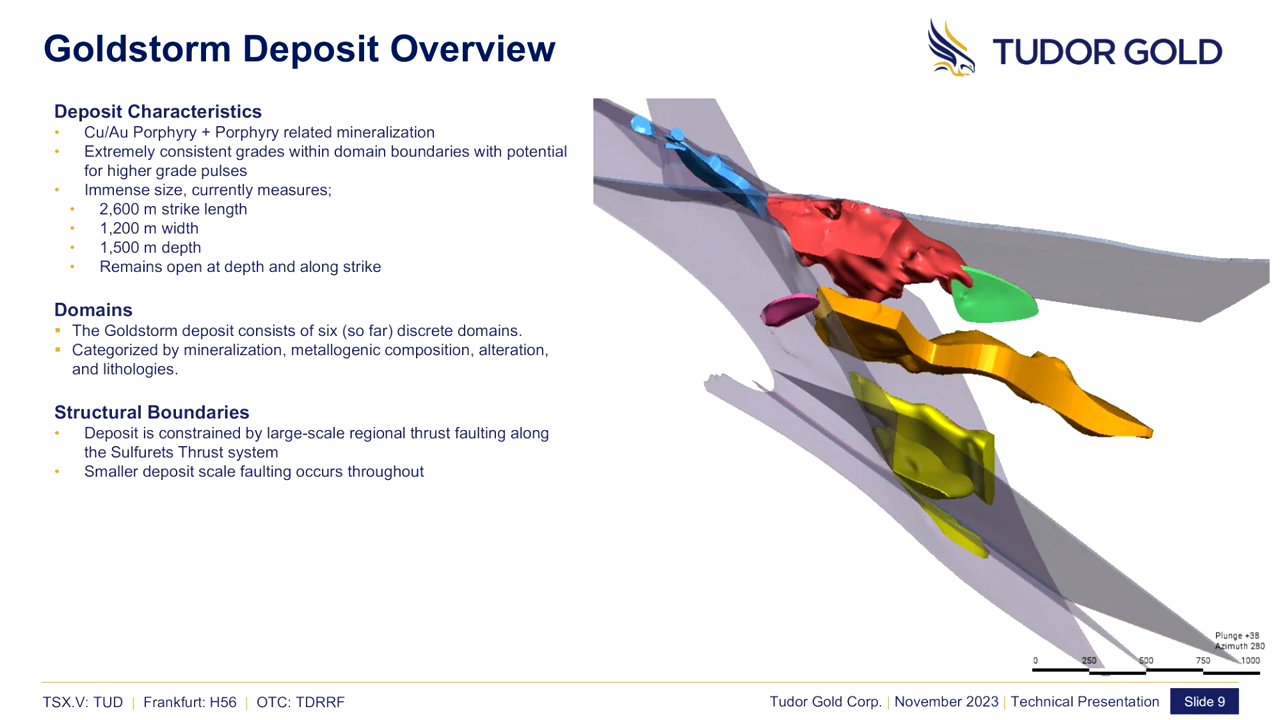 Goldstorm Deposit Overview
TUDOR GOLD
Deposit Characteristics
• Cu/Au Porphyry + Porphyry related mineralization
• Extremely consistent grades within domain boundaries with potential
for higher grade pulses
• Immense size, currently measures;
• 2,600 m strike length
• 1,200 m width
• 1,500 m depth
• Remains open at depth and along strike
Domains
▪ The Goldstorm deposit consists of six (so far) discrete domains.
▪ Categorized by mineralization, metallogenic composition, alteration,
and lithologies.
Structural Boundaries
• Deposit is constrained by large-scale regional thrust faulting along
the Sulfurets Thrust system
• Smaller deposit scale faulting occurs throughout
Plunge +38
Azimuth 280
0 250 500 750 1000
TSX.V: TUD | Frankfurt: H56 | OTC: TDRRF
Tudor Gold Corp. | November 2023 | Technical Presentation
Slide 9